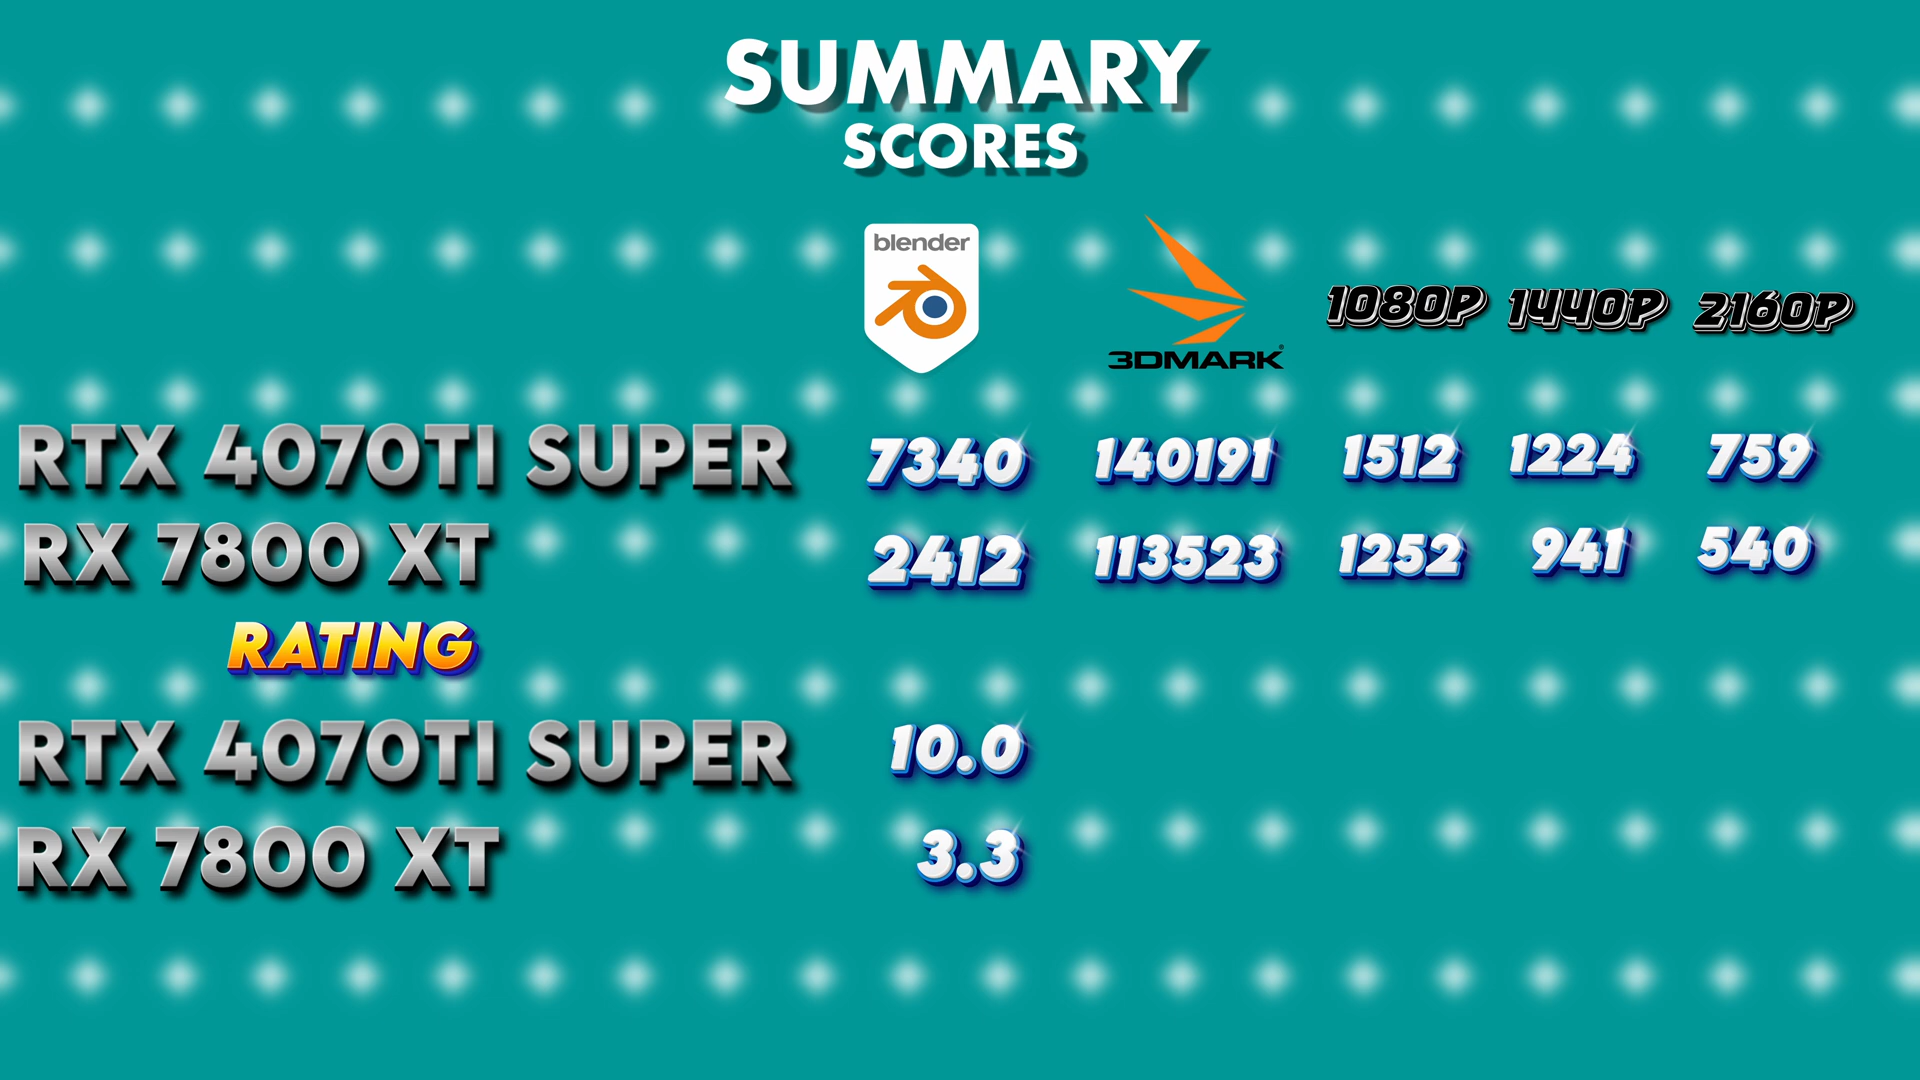 SUMMARY
SCORES
blender
3DMARK®
1080P 1440P 2160P
RTX 4070TI SUPER 7340 140191 1512 1224 759
RX 7800 XT 2412 113523 1252 941 540
RATING
RTX 4070TI SUPER 10.0
RX 7800 XT 3.3